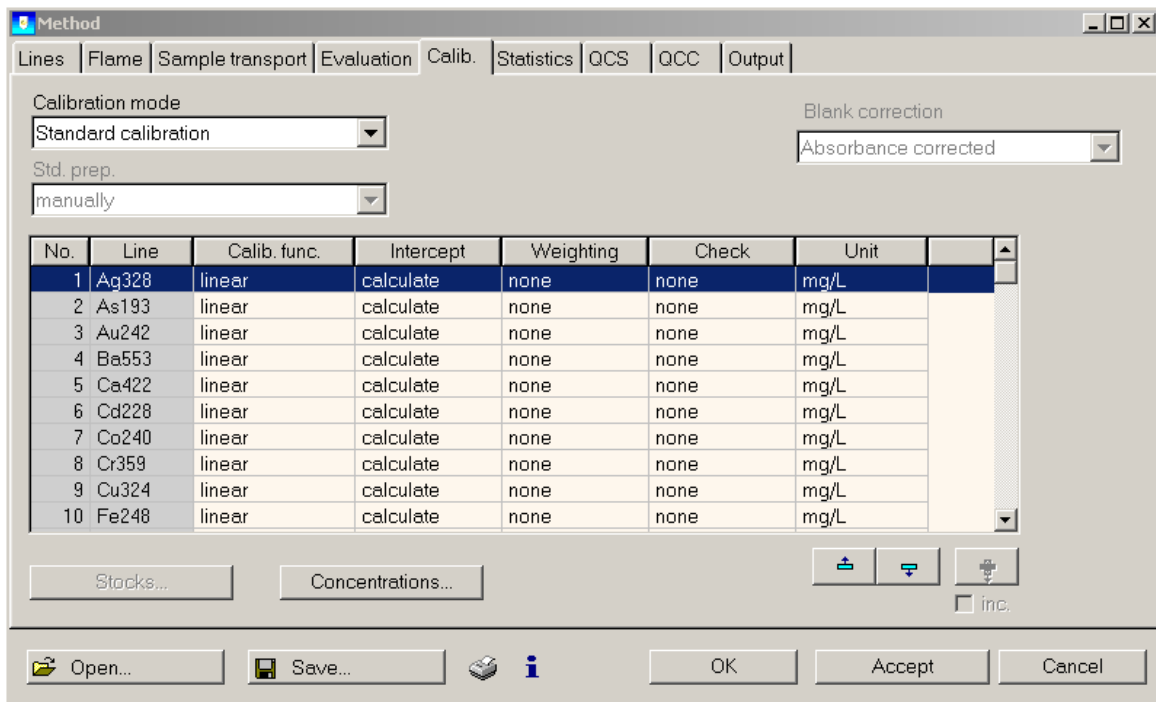 Method
Lines Flame Sample transport Evaluation Calib. Statistics QCS QCC Output
Calibration mode
Standard calibration
Blank correction
Absorbance corrected
Std. prep.
manually
No. Line Calib. func. Intercept Weighting Check Unit
1 Ag328 linear calculate none none mg/L
2 As193 linear calculate none none mg/L
3 Au242 linear calculate none none mg/L
4 Ba553 linear calculate none none mg/L
5 Ca422 linear calculate none none mg/L
6 Cd228 linear calculate none none mg/L
7 Co240 linear calculate none none mg/L
8 Cr359 linear calculate none none mg/L
9 Cu324 linear calculate none none mg/L
10 Fe248 linear calculate none none mg/L
Stocks... Concentrations...
inc.
Open... Save... OK Accept Cancel